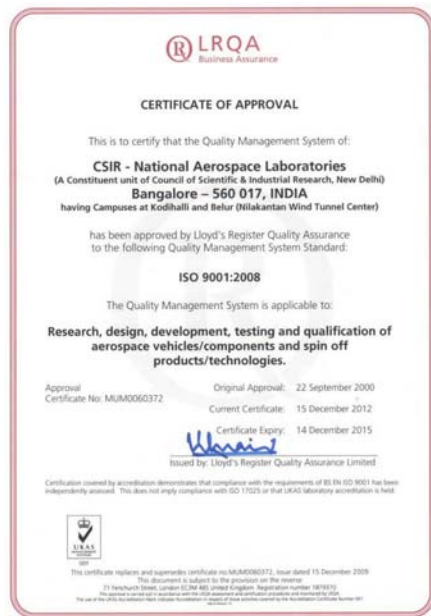 LRQA
Business Assurance
CERTIFICATE OF APPROVAL
This is to certify that the Quality Management System of:
CSIR - National Aerospace Laboratories
(A Constituent unit of Council of Scientific & Industrial Research, New Delhi)
Bangalore – 560 017, INDIA
having Campuses at Kodihalli and Belur (Nilakantan Wind Tunnel Center)
has been approved by Lloyd's Register Quality Assurance
to the following Quality Management System Standard:
ISO 9001:2008
The Quality Management System is applicable to:
Research, design, development, testing and qualification of
aerospace vehicles/components and spin off
products/technologies.
Approval
Certificate No: MUM0060372
Original Approval: 22 September 2000
Current Certificate: 15 December 2012
Certificate Expiry: 14 December 2015
Issued by: Lloyd's Register Quality Assurance Limited
Certification covered by accreditation demonstrates that compliance with the requirements of BS EN ISO 9001 has been
independently assessed. This does not imply compliance with ISO 17025 or that UKAS laboratory accreditation is held.
UKAS
001
This certificate replaces and supersedes certificate no.MUM0060372, issue dated 15 December 2009
This document is subject to the provision on the reverse
71 Fenchurch Street, London EC3M 4BS United Kingdom. Registration number 1879370